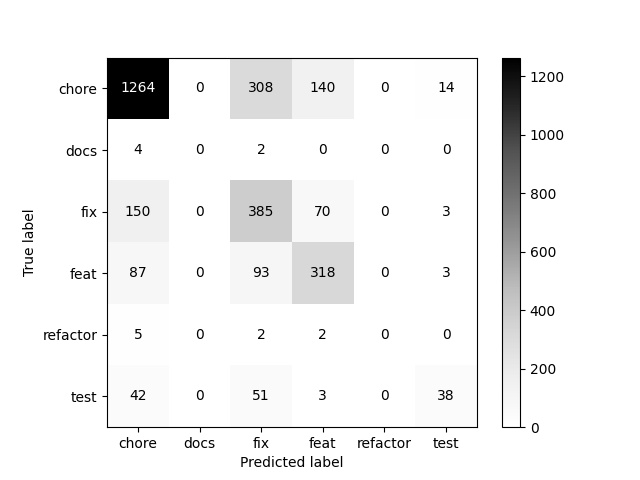 chore 1264 0 308 140 0 14
docs 4 0 2 0 0 0
fix 150 0 385 70 0 3
feat 87 0 93 318 0 3
refactor 5 0 2 2 0 0
test 42 0 51 3 0 38
chore docs fix feat refactor test
Predicted label
True label
1200
1000
800
600
400
200
0